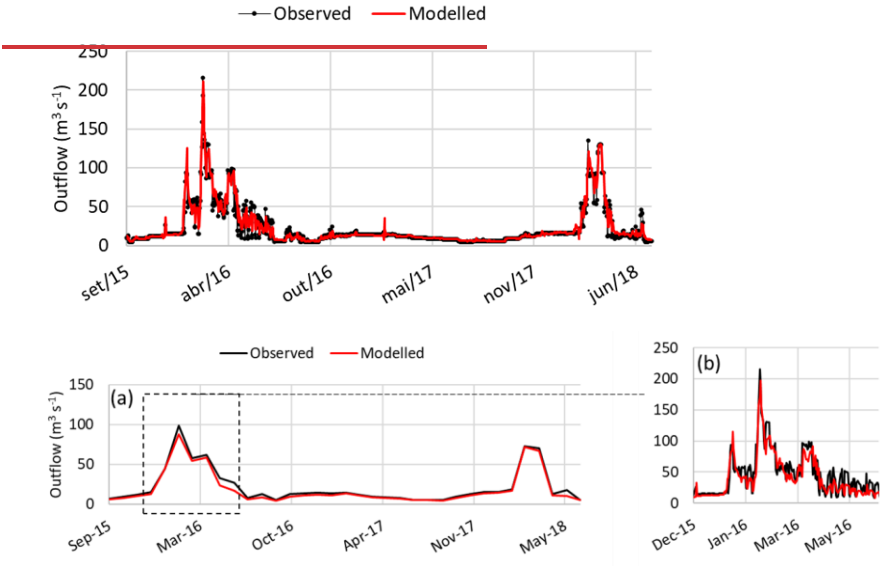 Observed Modelled
Outflow (m³ s⁻¹)
250
200
150
100
50
0
set/15 abr/16 out/16 mai/17 nov/17 jun/18
Observed Modelled
(a)
Outflow (m³ s⁻¹)
150
100
50
0
Sep-15 Mar-16 Oct-16 Apr-17 Nov-17 May-18
(b)
250
200
150
100
50
0
Dec-15 Jan-16 Mar-16 May-16